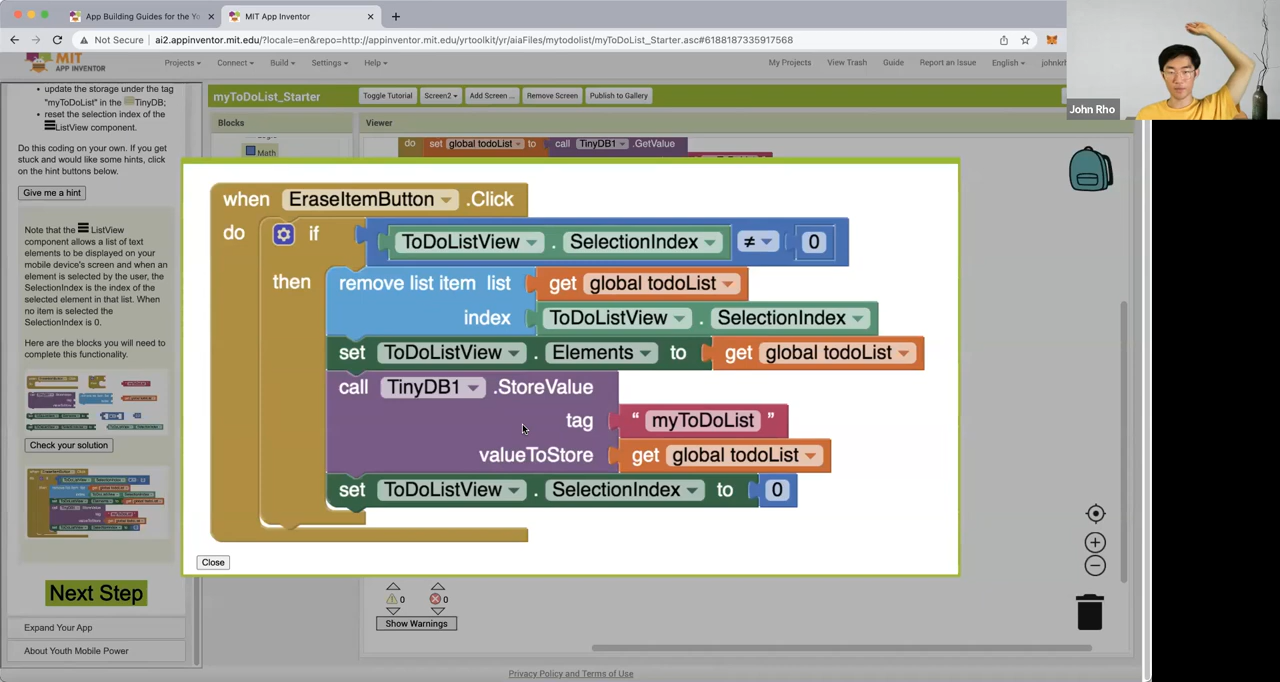 App Building Guides for the Yo
MIT App Inventor
Not Secure
ai2.appinventor.mit.edu/?locale=en&repo=http://appinventor.mit.edu/yrtoolkit/yr/aiaFiles/mytodolist/myToDoList_Starter.asc#6188187335917568
John Rho
MIT
APP INVENTOR
Projects
Connect
Build
Settings
Help
My Projects
View Trash
Guide
Report an Issue
English
johnkrh
update the storage under the
tag
"myToDoList" in the TinyDB;
reset the selection index of the
ListView component.
Do this coding on your own. If you get
stuck and would like some hints, click
on the hint buttons below.
Give me a hint
Note that the ListView
component allows a list of text
elements to be displayed on your
mobile device's screen and when an
element is selected by the user, the
SelectionIndex is the index of the
selected element in that list. When
no item is selected the
SelectionIndex is 0.
Here are the blocks you will need to
complete this functionality.
Check your solution
Next Step
Expand Your App
About Youth Mobile Power
myToDoList_Starter
Toggle Tutorial
Screen2
Add Screen ...
Remove Screen
Publish to Gallery
Blocks
Viewer
Math
do set global todoList to call TinyDB1 .GetValue
when EraseItemButton .Click
do if ToDoListView . SelectionIndex ≠ 0
then remove list item list get global todoList
index ToDoListView . SelectionIndex
set ToDoListView . Elements to get global todoList
call TinyDB1 .StoreValue
tag " myToDoList "
valueToStore get global todoList
set ToDoListView . SelectionIndex to 0
Close
0 0
Show Warnings
Privacy Policy and Terms of Use